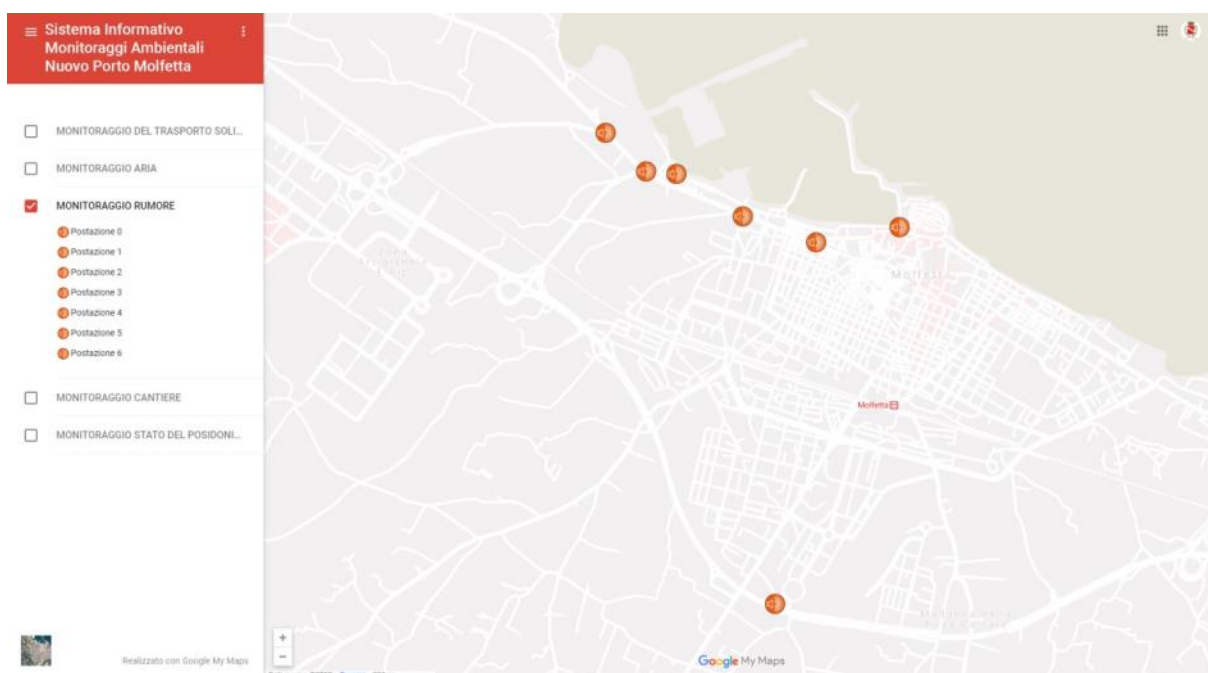 Sistema Informativo
Monitoraggi Ambientali
Nuovo Porto Molfetta
MONITORAGGIO DEL TRASPORTO SOLI...
MONITORAGGIO ARIA
MONITORAGGIO RUMORE
Postazione 0
Postazione 1
Postazione 2
Postazione 3
Postazione 4
Postazione 5
Postazione 6
MONITORAGGIO CANTIERE
MONITORAGGIO STATO DEL POSIDONI...
Realizzato con Google My Maps
Molfetta
Google My Maps